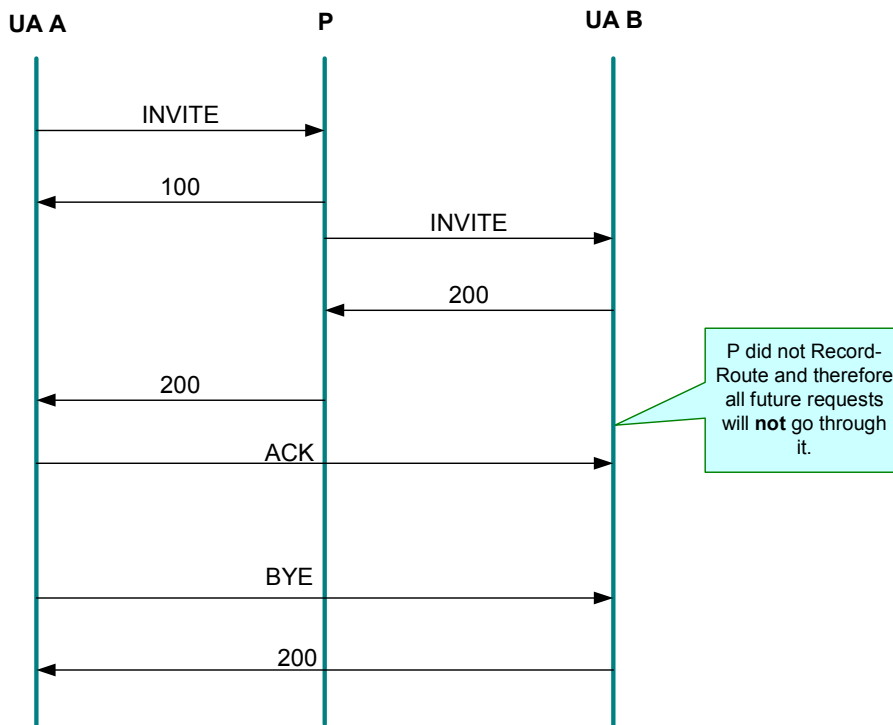 UA A
P
UA B
INVITE
100
INVITE
200
P did not Record-
Route and therefore
all future requests
will not go through
it.
200
ACK
BYE
200